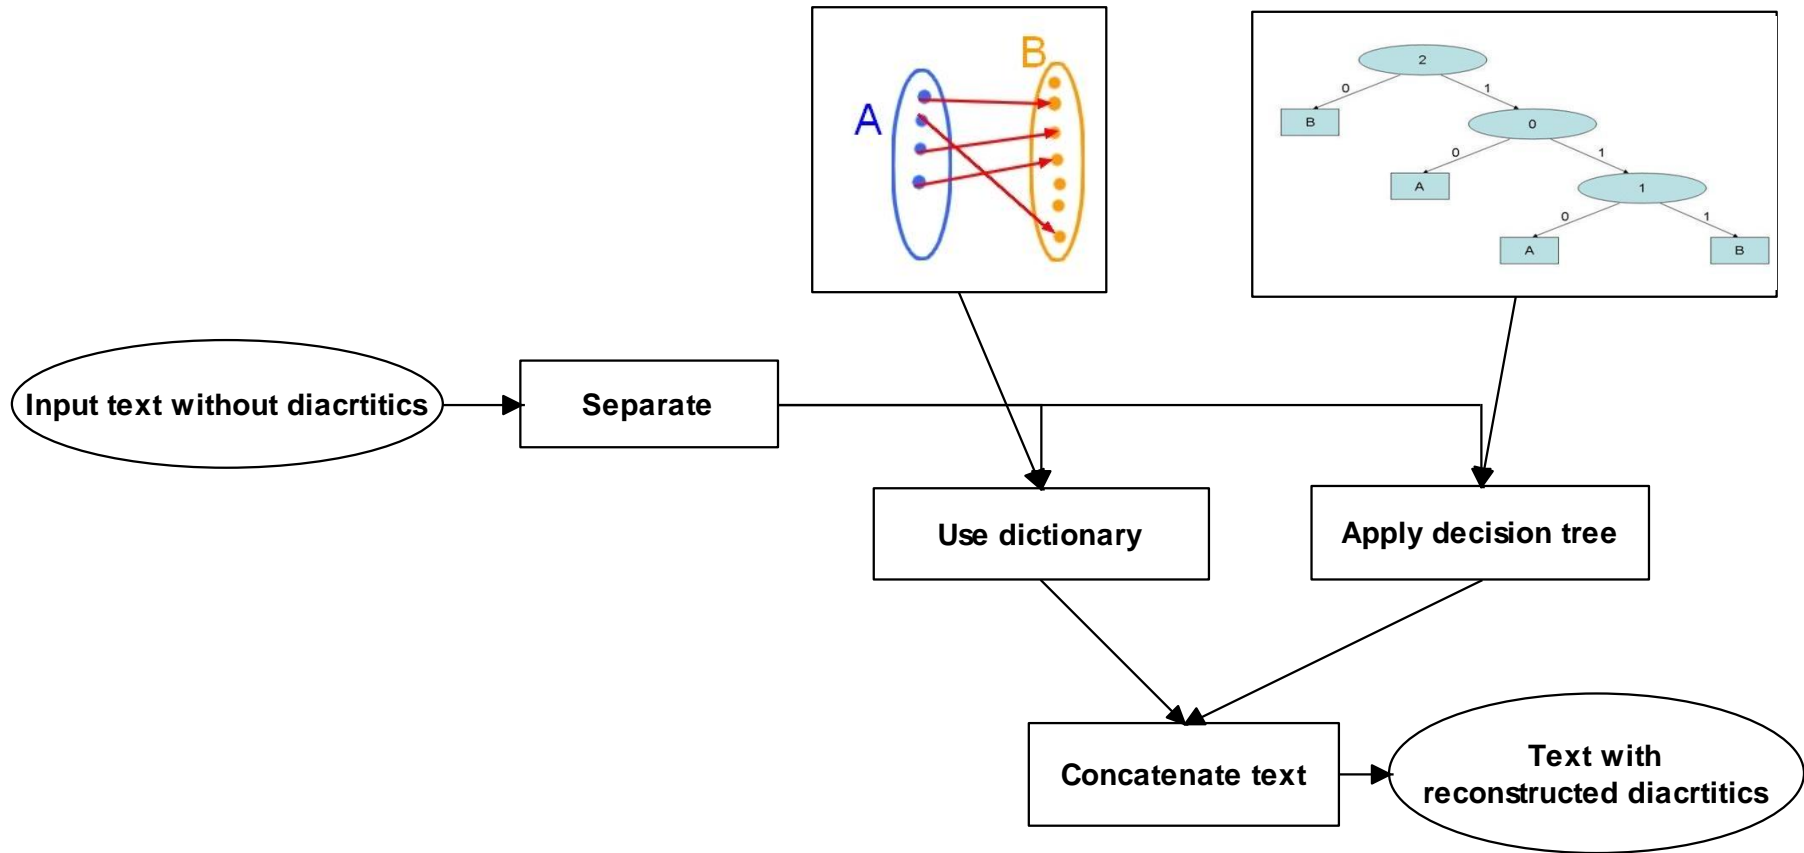 B
A
2
0
1
B
0
0
1
A
1
0
1
A
B
Input text without diacrtitics
Separate
Use dictionary
Apply decision tree
Concatenate text
Text with
reconstructed diacrtitics